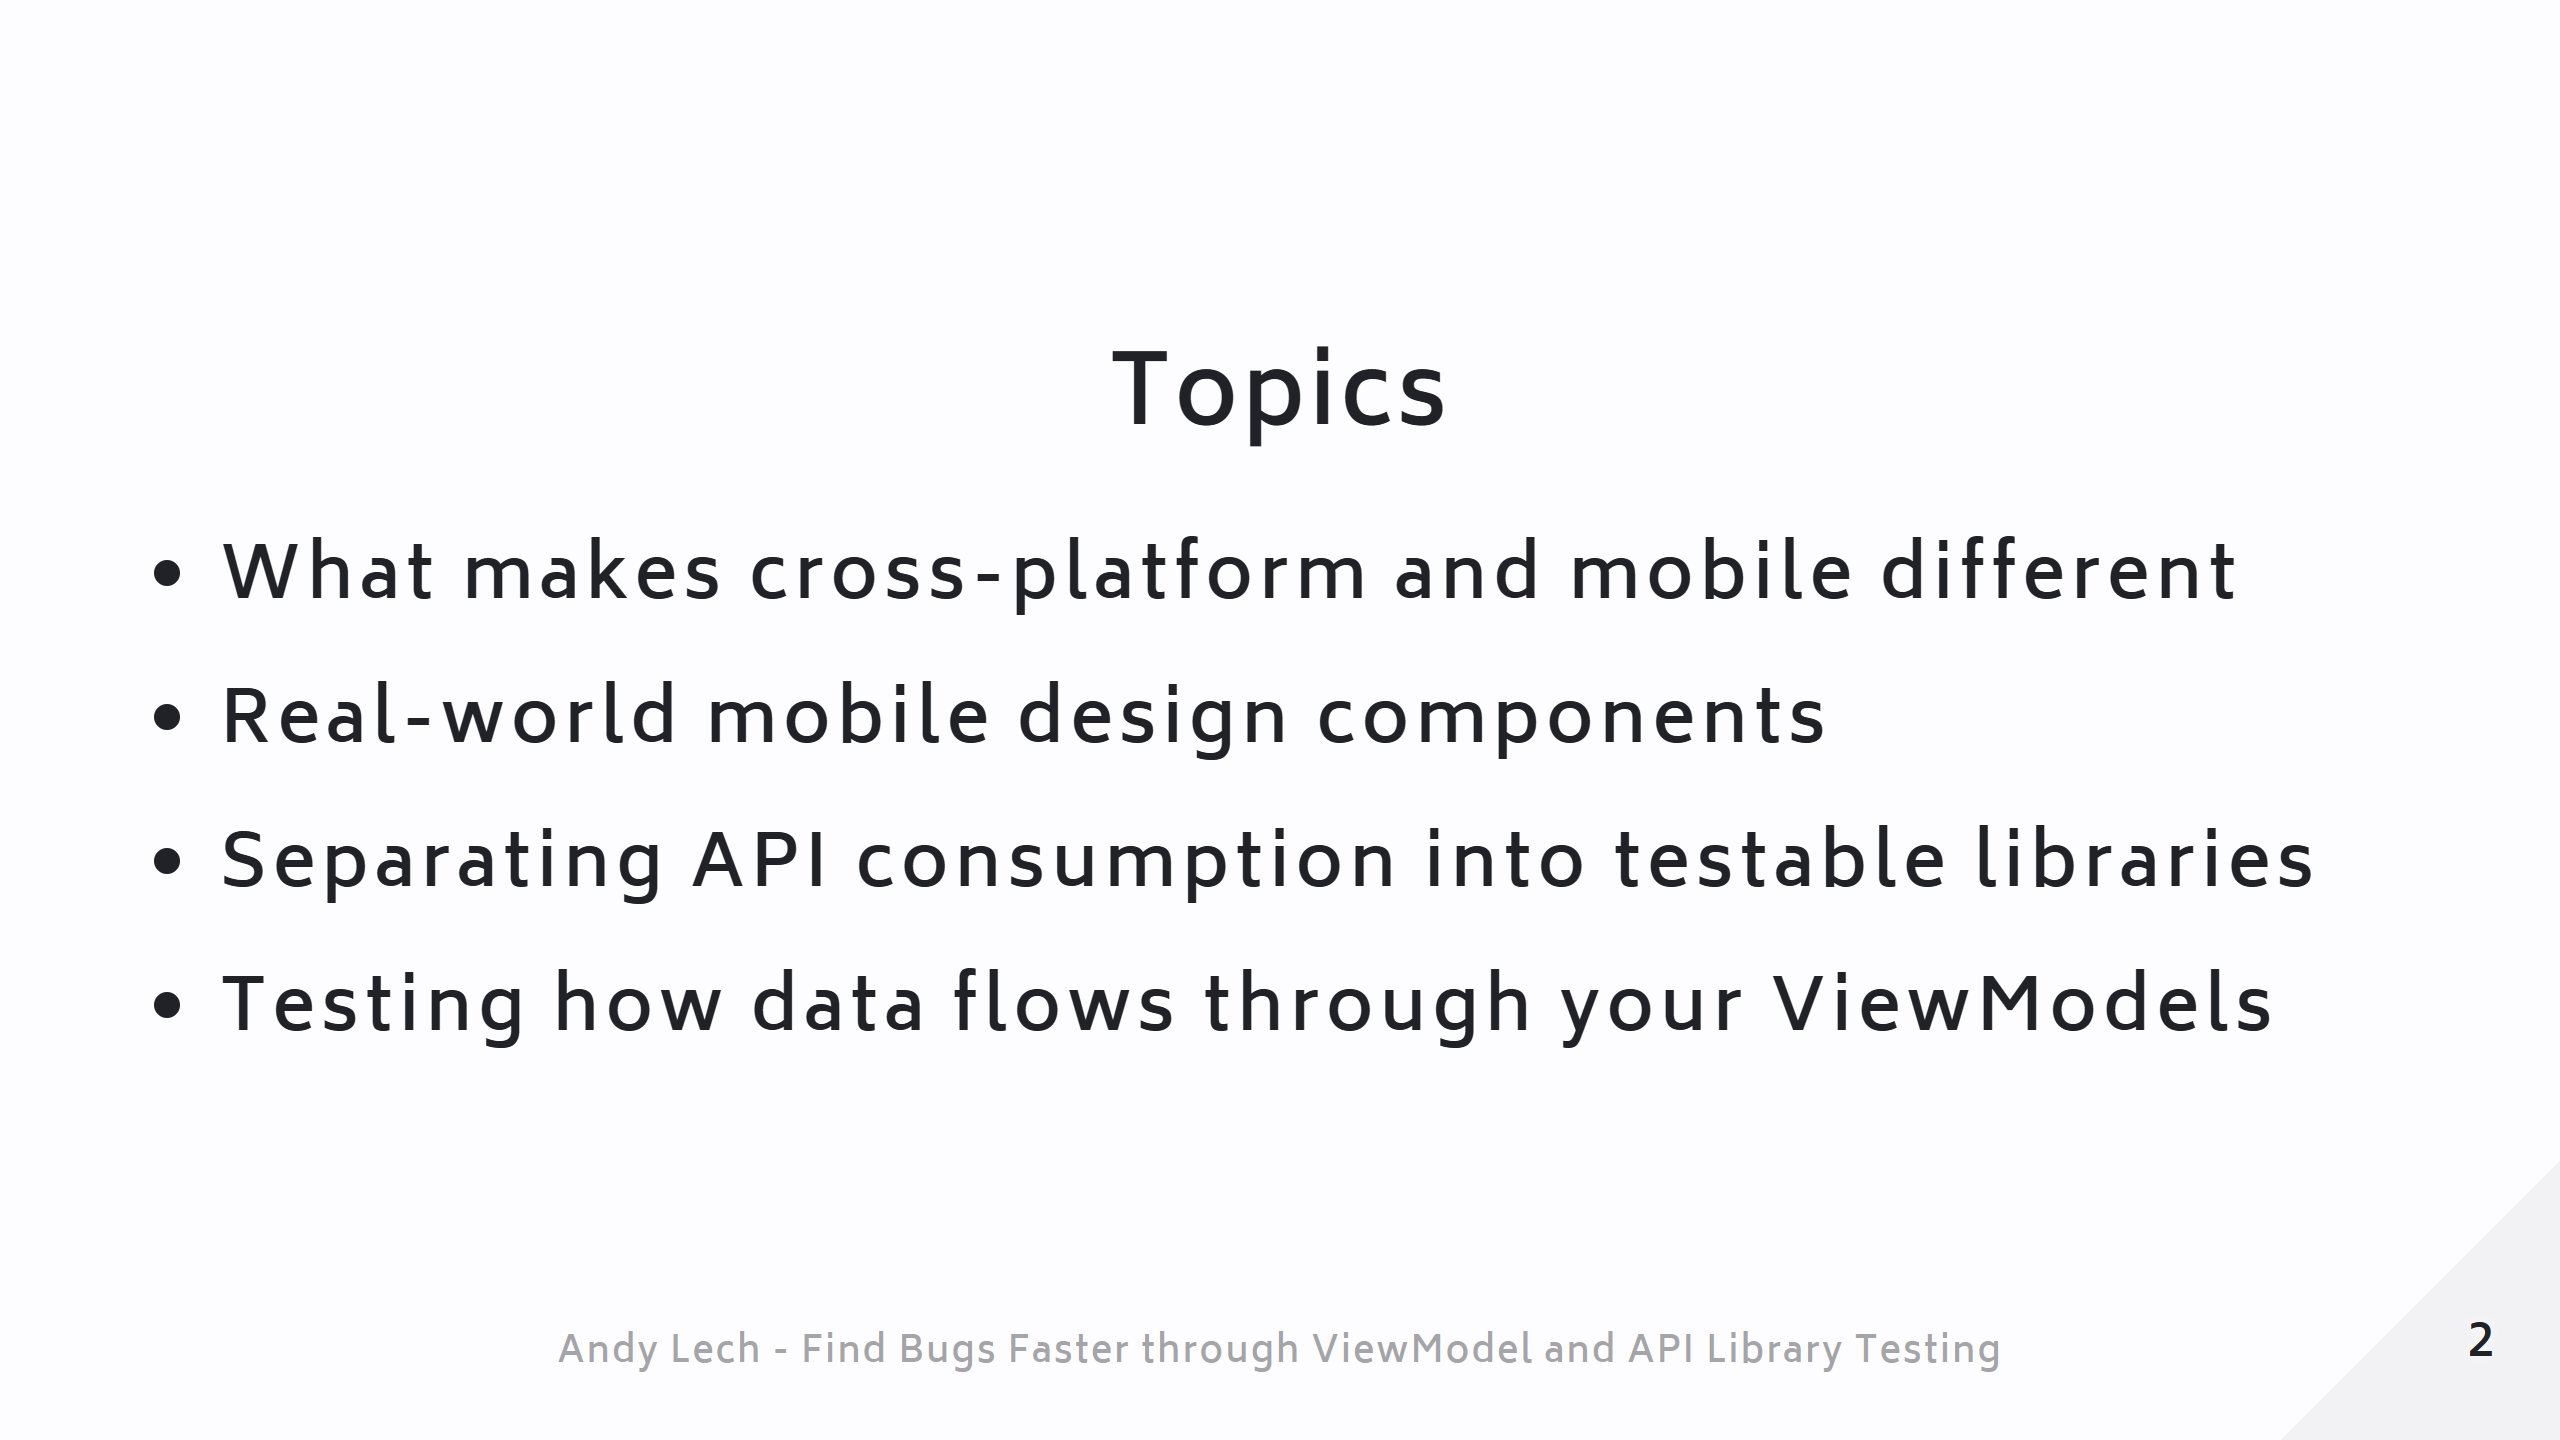 Topics
• What makes cross-platform and mobile different
• Real-world mobile design components
• Separating API consumption into testable libraries
• Testing how data flows through your ViewModels
Andy Lech - Find Bugs Faster through ViewModel and API Library Testing
2